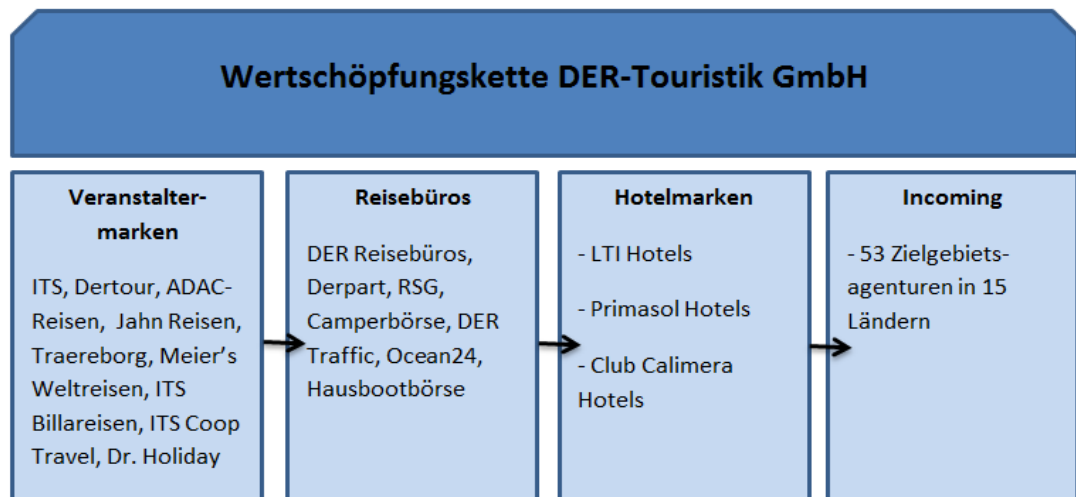 Wertschöpfungskette DER-Touristik GmbH
Veranstalter-
marken
ITS, Dertour, ADAC-
Reisen, Jahn Reisen,
Traereborg, Meier's
Weltreisen, ITS
Billareisen, ITS Coop
Travel, Dr. Holiday
Reisebüros
DER Reisebüros,
Derpart, RSG,
Camperbörse, DER
Traffic, Ocean24,
Hausbootbörse
Hotelmarken
- LTI Hotels
- Primasol Hotels
- Club Calimera
Hotels
Incoming
- 53 Zielgebiets-
agenturen in 15
Ländern